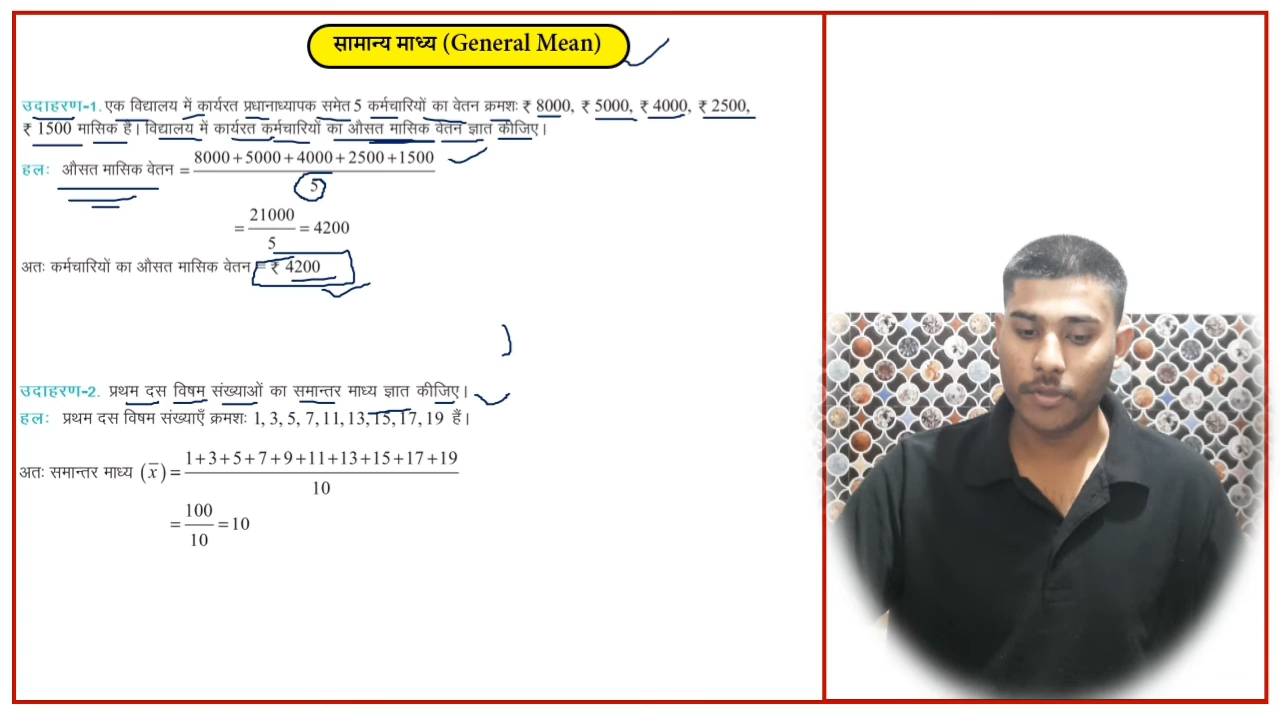 सामान्य माध्य (General Mean)
उदाहरण-1. एक विद्यालय में कार्यरत प्रधानाध्यापक समेत 5 कर्मचारियों का वेतन क्रमशः ₹ 8000, ₹ 5000, ₹ 4000, ₹ 2500,
₹ 1500 मासिक है। विद्यालय में कार्यरत कर्मचारियों का औसत मासिक वेतन ज्ञात कीजिए।
हलः औसत मासिक वेतन = 8000+5000+4000+2500+1500
5
= 21000
5 = 4200
अतः कर्मचारियों का औसत मासिक वेतन = ₹ 4200
उदाहरण-2. प्रथम दस विषम संख्याओं का समान्तर माध्य ज्ञात कीजिए।
हलः प्रथम दस विषम संख्याएँ क्रमशः 1, 3, 5, 7, 11, 13, 15, 17, 19 हैं।
अतः समान्तर माध्य (x̄) = 1+3+5+7+9+11+13+15+17+19
10
= 100
10 = 10